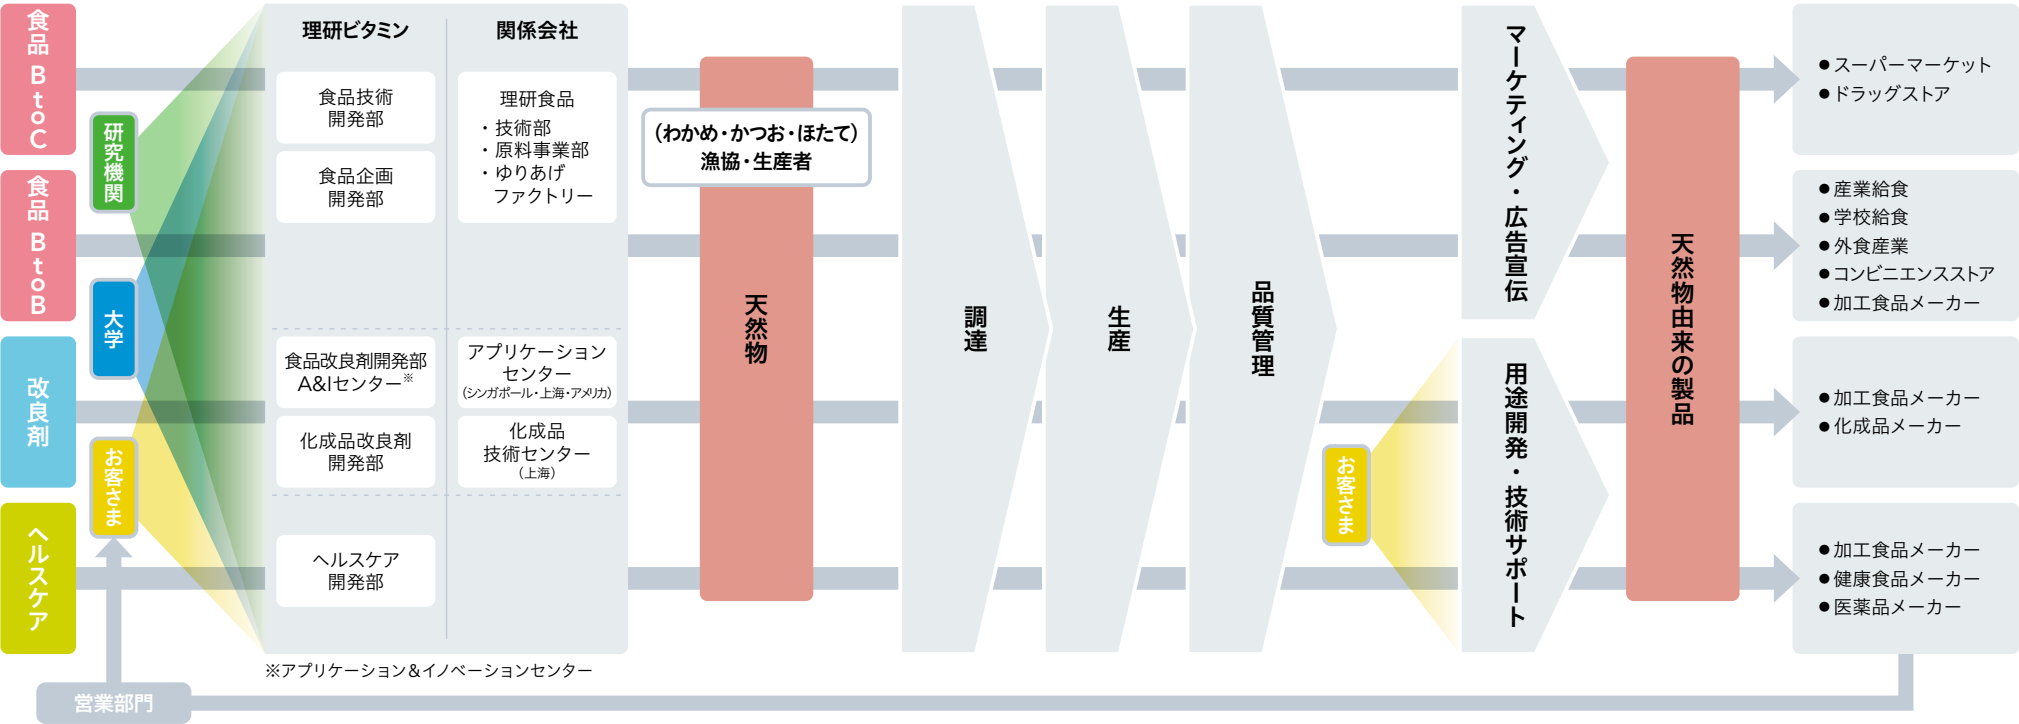 食品 BtoC
食品 BtoB
改良剤
ヘルスケア
研究機関
大学
お客さま
営業部門
理研ビタミン
食品技術
開発部
食品企画
開発部
食品改良剤開発部
A&Iセンター※
化成品改良剤
開発部
ヘルスケア
開発部
関係会社
理研食品
・技術部
・原料事業部
・ゆりあげ
ファクトリー
アプリケーション
センター
(シンガポール・上海・アメリカ)
化成品
技術センター
(上海)
※アプリケーション&イノベーションセンター
(わかめ・かつお・ほたて)
漁協・生産者
天然物
調達
生産
品質管理
お客さま
マーケティング・広告宣伝
用途開発・技術サポート
天然物由来の製品
●スーパーマーケット
●ドラッグストア
●産業給食
●学校給食
●外食産業
●コンビニエンスストア
●加工食品メーカー
●加工食品メーカー
●化成品メーカー
●加工食品メーカー
●健康食品メーカー
●医薬品メーカー